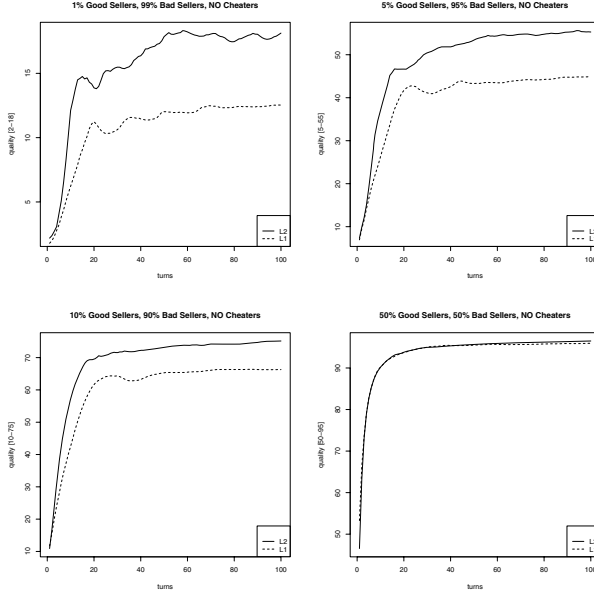 1% Good Sellers, 99% Bad Sellers, NO Cheaters
quality [2−18]
15
10
5
L2
L1
0 20 40 60 80 100
turns
5% Good Sellers, 95% Bad Sellers, NO Cheaters
quality [5−55]
50
40
30
20
10
0 20 40 60 80 100
turns
10% Good Sellers, 90% Bad Sellers, NO Cheaters
quality [10−75]
70
60
50
40
30
20
10
L2
L1
0 20 40 60 80 100
turns
50% Good Sellers, 50% Bad Sellers, NO Cheaters
quality [50−95]
90
80
70
60
50
0 20 40 60 80 100
turns